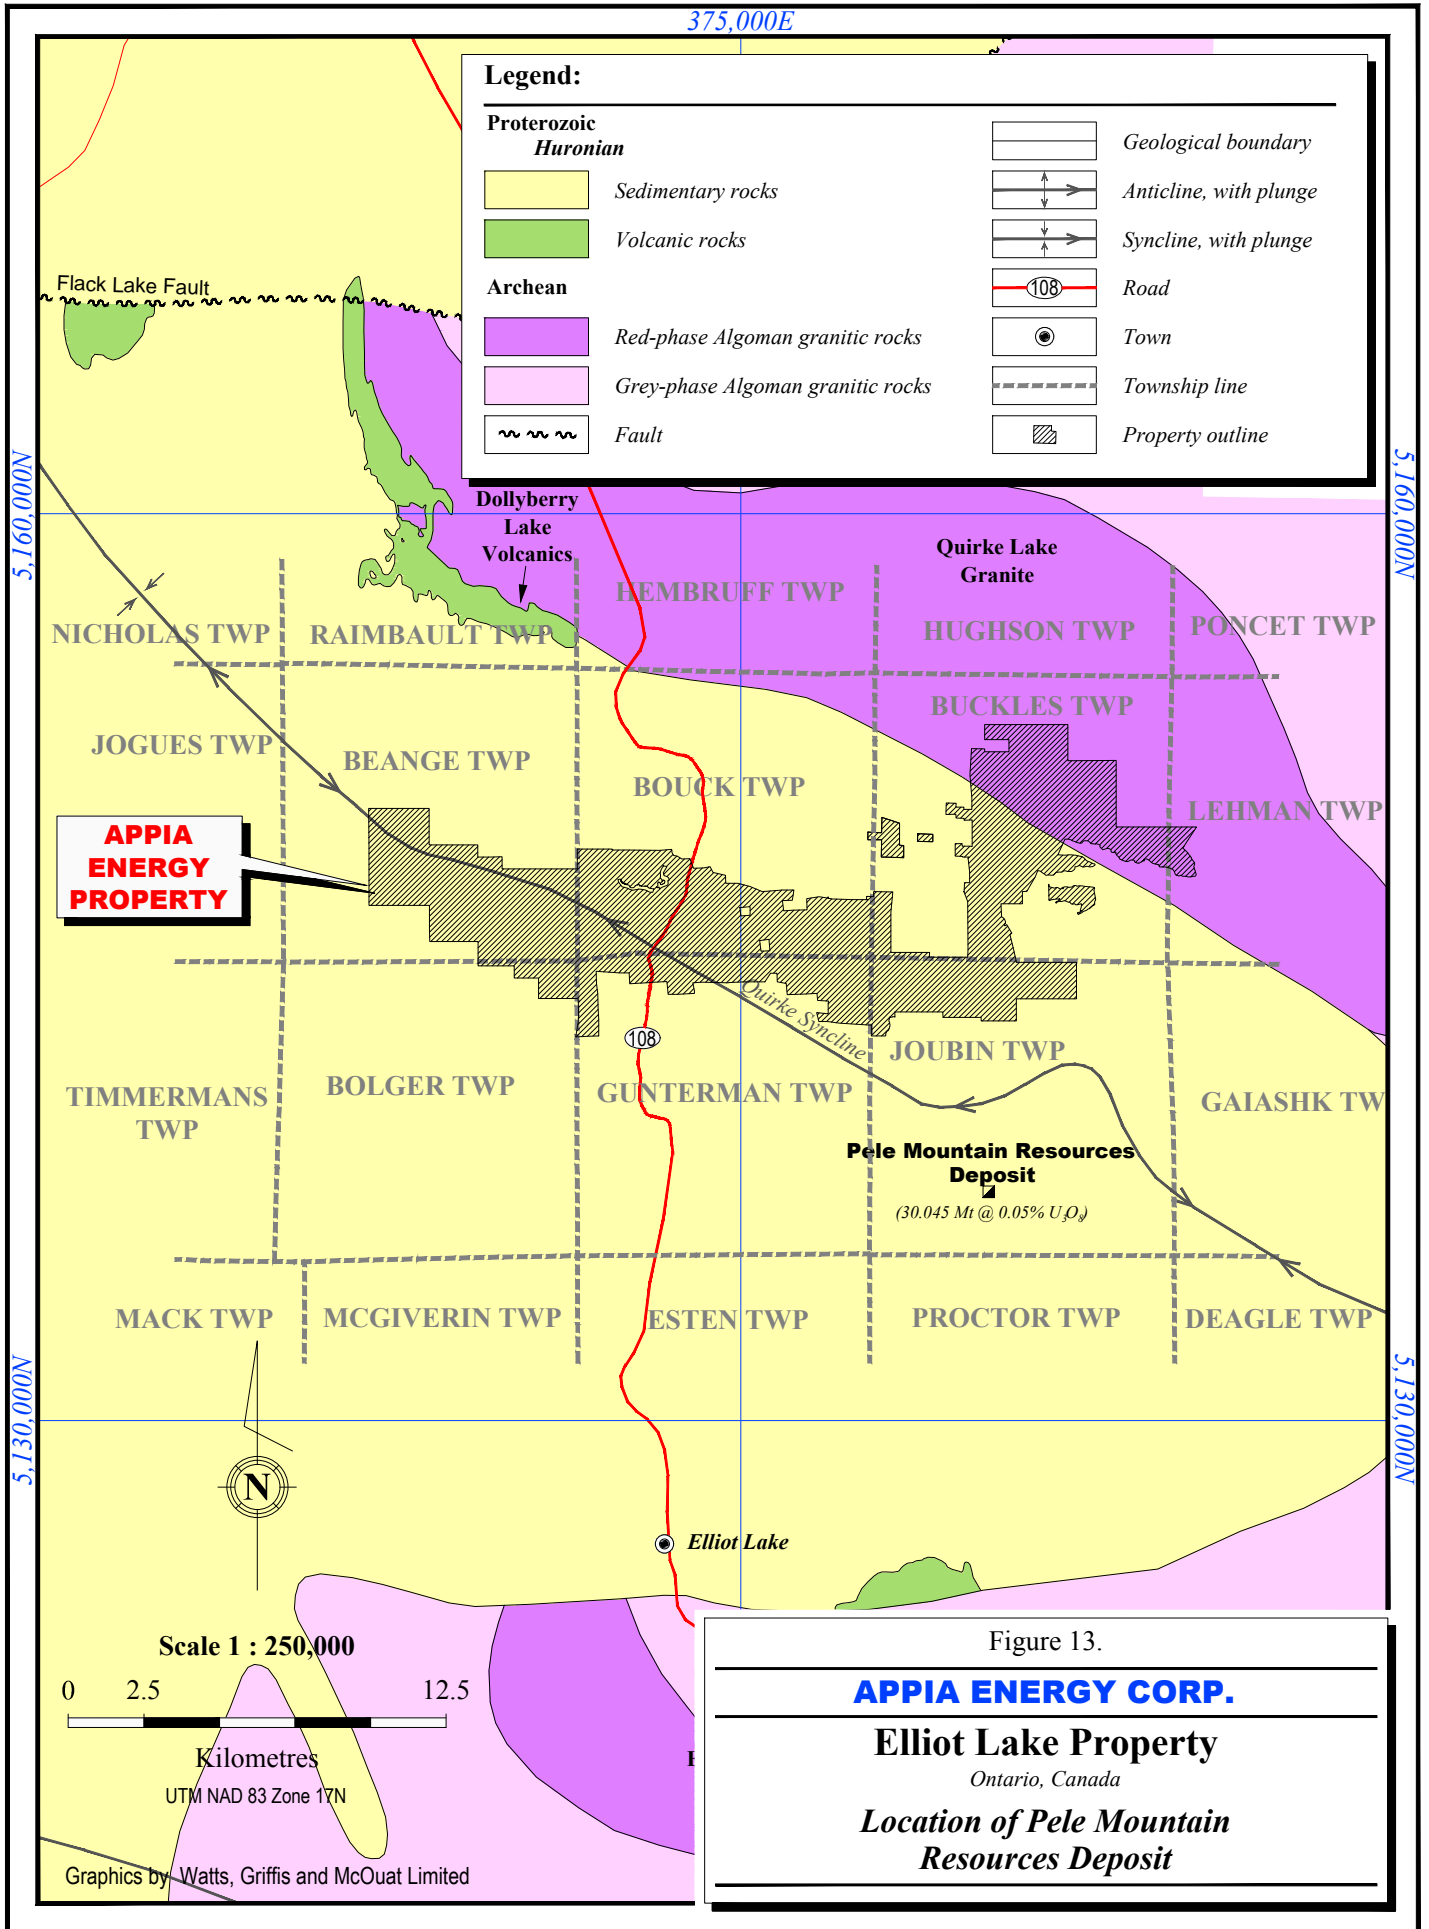 375,000E
Legend:
Proterozoic
Huronian
Sedimentary rocks
Volcanic rocks
Archean
Red-phase Algoman granitic rocks
Grey-phase Algoman granitic rocks
Fault
Geological boundary
Anticline, with plunge
Syncline, with plunge
108
Road
Town
Township line
Property outline
Flack Lake Fault
5,160,000N
5,160,000N
Dollyberry
Lake
Volcanics
Quirke Lake
Granite
HEMBRUFF TWP
NICHOLAS TWP
RAIMBAULT TWP
HUGHSON TWP
PONCET TWP
BUCKLES TWP
JOGUES TWP
BEANGE TWP
BOUCK TWP
LEHMAN TWP
APPIA
ENERGY
PROPERTY
Quirke Syncline
108
JOUBIN TWP
TIMMERMANS
TWP
BOLGER TWP
GUNTERMAN TWP
GAIASHK TW
Pele Mountain Resources
Deposit
(30.045 Mt @ 0.05% U3O8)
MACK TWP
MCGIVERIN TWP
ESTEN TWP
PROCTOR TWP
DEAGLE TWP
5,130,000N
5,130,000N
N
Elliot Lake
Scale 1 : 250,000
0 2.5 12.5
Kilometres
UTM NAD 83 Zone 17N
Graphics by Watts, Griffis and McOuat Limited
Figure 13.
APPIA ENERGY CORP.
Elliot Lake Property
Ontario, Canada
Location of Pele Mountain
Resources Deposit